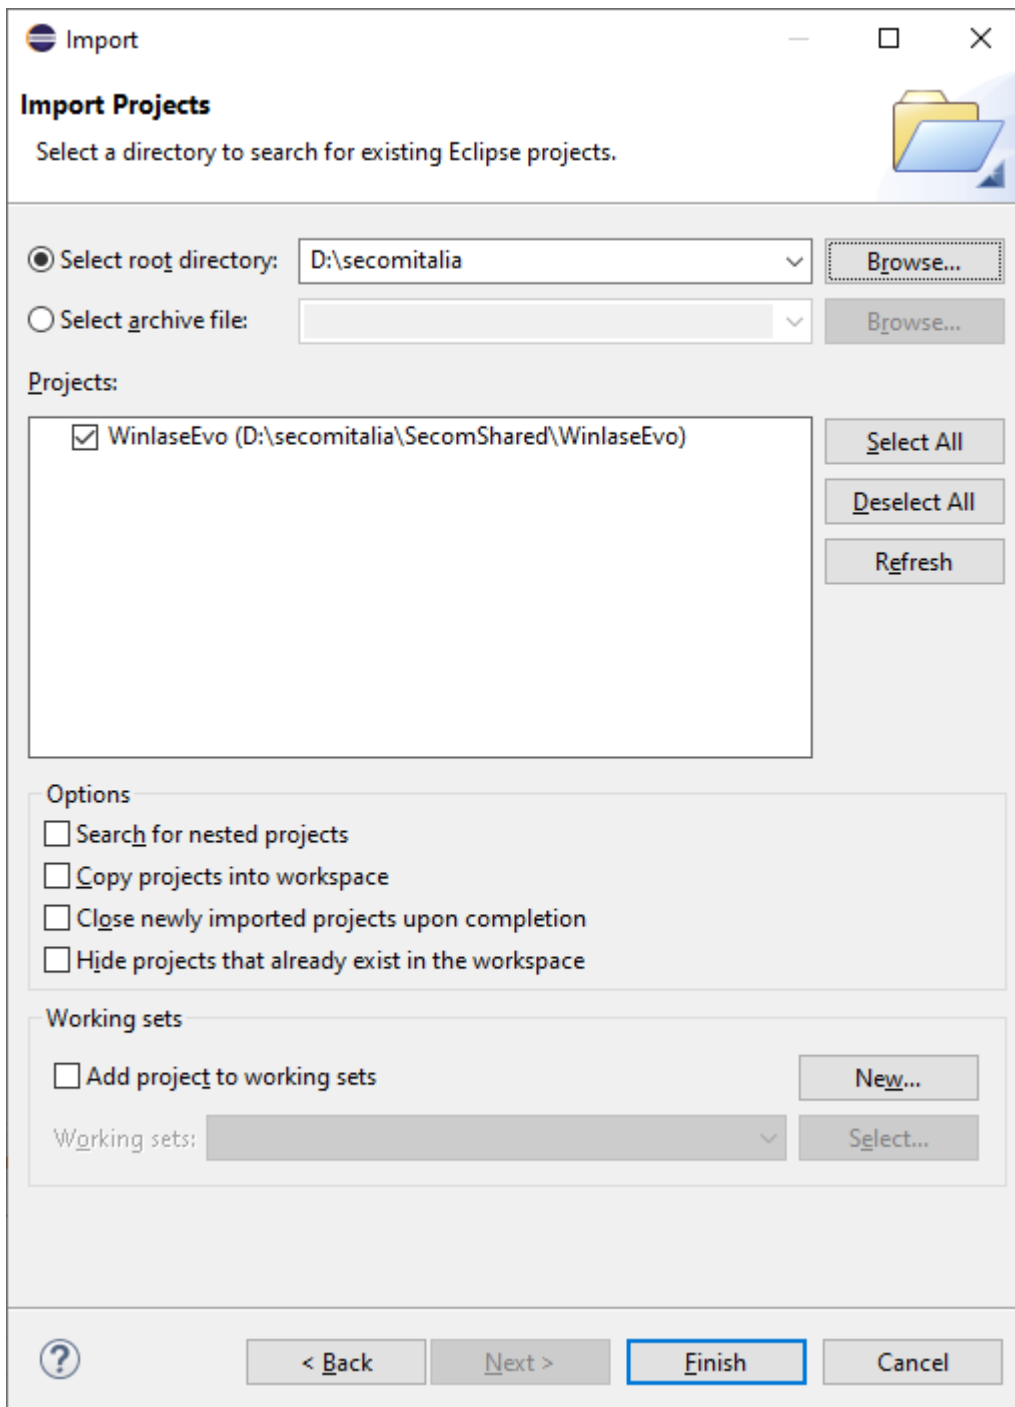 Import
Import Projects
Select a directory to search for existing Eclipse projects.
Select root directory: D:\secomitalia Browse...
Select archive file: Browse...
Projects:
WinlaseEvo (D:\secomitalia\SecomShared\WinlaseEvo)
Select All
Deselect All
Refresh
Options
Search for nested projects
Copy projects into workspace
Close newly imported projects upon completion
Hide projects that already exist in the workspace
Working sets
Add project to working sets New...
Working sets: Select...
? < Back Next > Finish Cancel